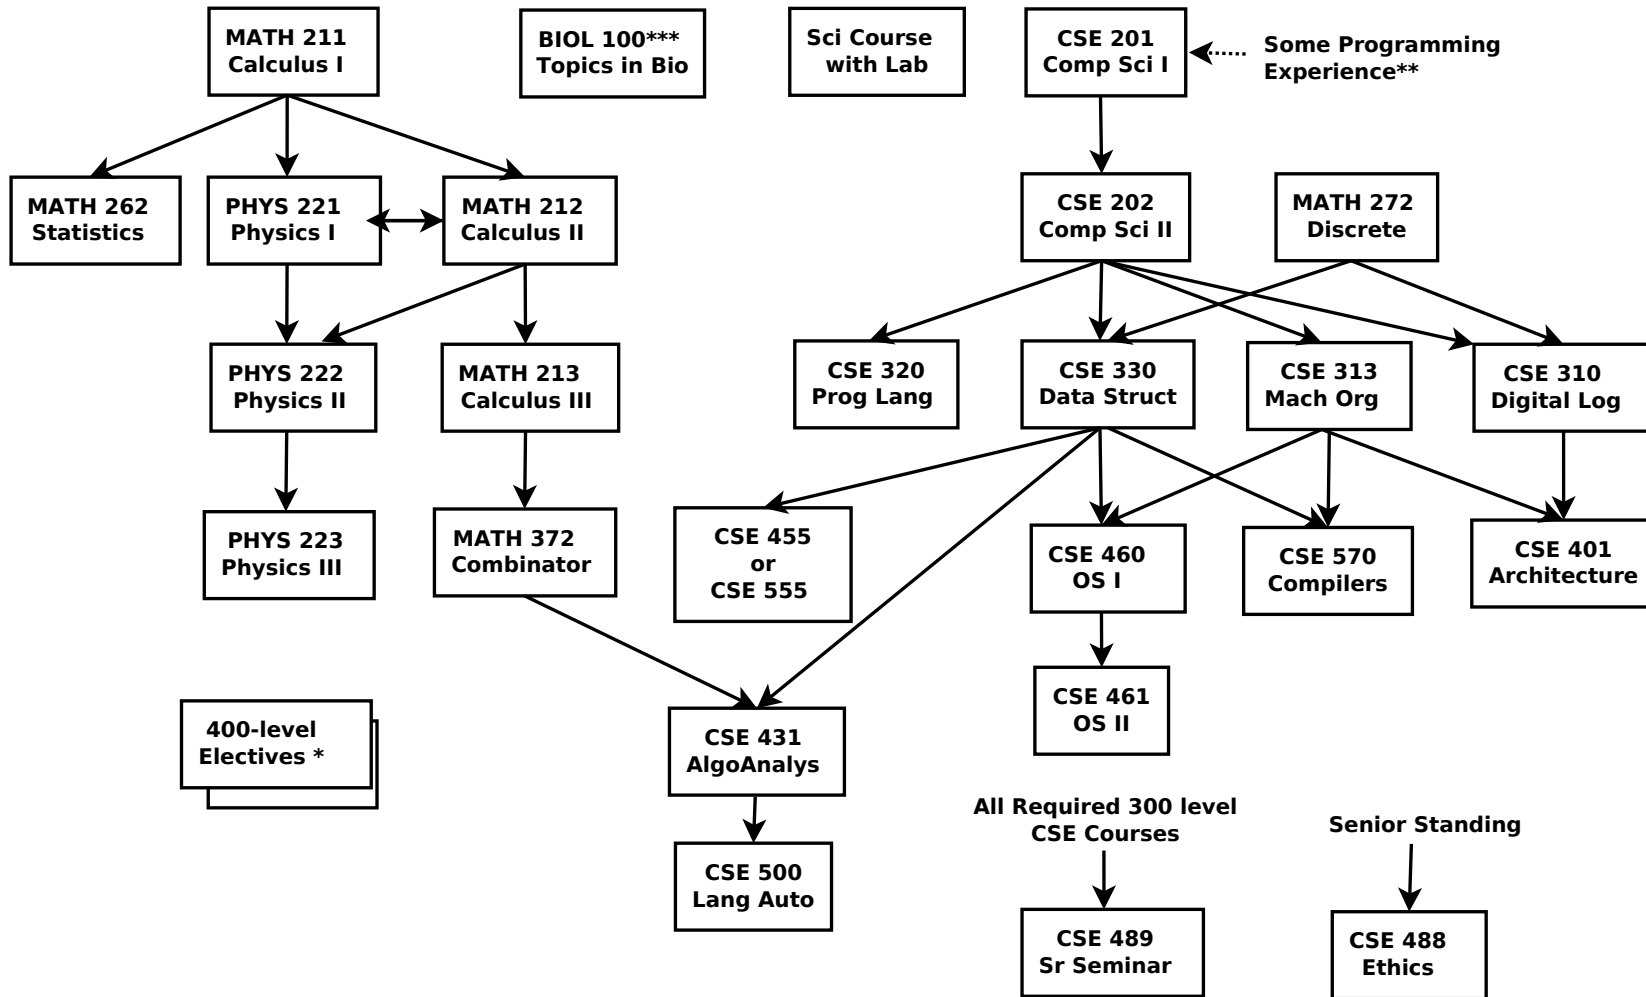 MATH 211
Calculus I
BIOL 100***
Topics in Bio
Sci Course
with Lab
CSE 201
Comp Sci I
Some Programming
Experience**
MATH 262
Statistics
PHYS 221
Physics I
MATH 212
Calculus II
CSE 202
Comp Sci II
MATH 272
Discrete
PHYS 222
Physics II
MATH 213
Calculus III
CSE 320
Prog Lang
CSE 330
Data Struct
CSE 313
Mach Org
CSE 310
Digital Log
PHYS 223
Physics III
MATH 372
Combinator
CSE 455
or
CSE 555
CSE 460
OS I
CSE 570
Compilers
CSE 401
Architecture
400-level
Electives *
CSE 431
AlgoAnalys
CSE 461
OS II
All Required 300 level
CSE Courses
Senior Standing
CSE 500
Lang Auto
CSE 489
Sr Seminar
CSE 488
Ethics